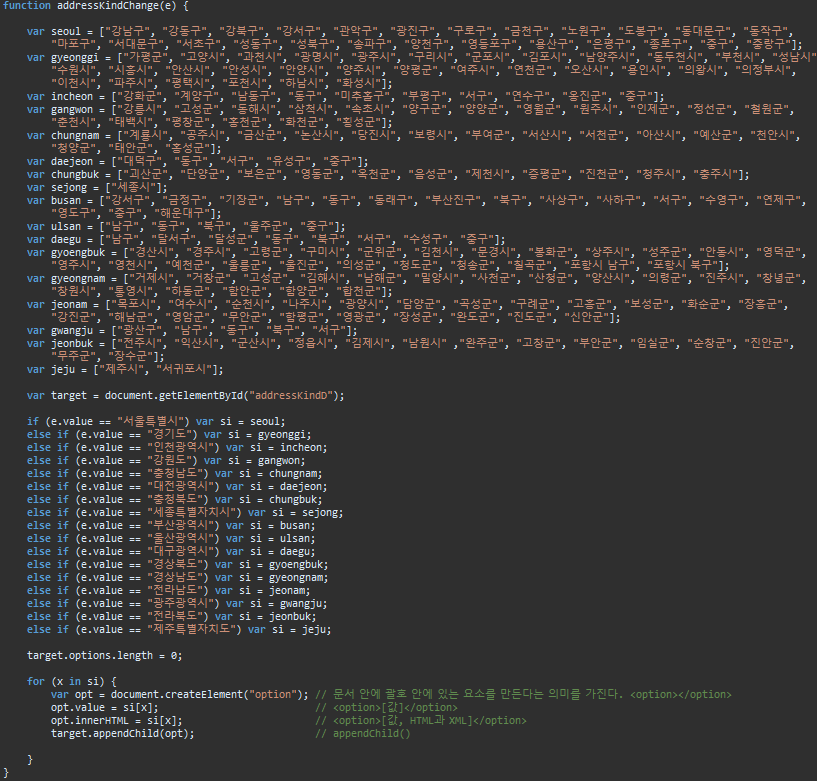 function addressKindChange(e) {
var seoul = ["강남구", "강동구", "강북구", "강서구", "관악구", "광진구", "구로구", "금천구", "노원구", "도봉구", "동대문구", "동작구",
"마포구", "서대문구", "서초구", "성동구", "성북구", "송파구", "양천구", "영등포구", "용산구", "은평구", "종로구", "중구", "중랑구"];
var gyeonggi = ["가평군", "고양시", "과천시", "광명시", "광주시", "구리시", "군포시", "김포시", "남양주시", "동두천시", "부천시", "성남시"
"수원시", "시흥시", "안산시", "안성시", "안양시", "양주시", "양평군", "여주시", "연천군", "오산시", "용인시", "의왕시", "의정부시",
"이천시", "파주시", "평택시", "포천시", "하남시", "화성시"];
var incheon = ["강화군", "계양구", "남동구", "동구", "미추홀구", "부평구", "서구", "연수구", "옹진군", "중구"];
var gangwon = ["강릉시", "고성군", "동해시", "삼척시", "속초시", "양구군", "양양군", "영월군", "원주시", "인제군", "정선군", "철원군",
"춘천시", "태백시", "평창군", "홍천군", "화천군", "횡성군"];
var chungnam = ["계룡시", "공주시", "금산군", "논산시", "당진시", "보령시", "부여군", "서산시", "서천군", "아산시", "예산군", "천안시",
"청양군", "태안군", "홍성군"];
var daejeon = ["대덕구", "동구", "서구", "유성구", "중구"];
var chungbuk = ["괴산군", "단양군", "보은군", "영동군", "옥천군", "음성군", "제천시", "증평군", "진천군", "청주시", "충주시"];
var sejong = ["세종시"];
var busan = ["강서구", "금정구", "기장군", "남구", "동구", "동래구", "부산진구", "북구", "사상구", "사하구", "서구", "수영구", "연제구",
"영도구", "중구", "해운대구"];
var ulsan = ["남구", "동구", "북구", "울주군", "중구"];
var daegu = ["남구", "달서구", "달성군", "동구", "북구", "서구", "수성구", "중구"];
var gyoengbuk = ["경산시", "경주시", "고령군", "구미시", "군위군", "김천시", "문경시", "봉화군", "상주시", "성주군", "안동시", "영덕군",
"영주시", "영천시", "예천군", "울릉군", "울진군", "의성군", "청도군", "청송군", "칠곡군", "포항시 남구", "포항시 북구"];
var gyeongnam = ["거제시", "거창군", "고성군", "김해시", "남해군", "밀양시", "사천군", "산청군", "양산시", "의령군", "진주시", "창녕군",
"창원시", "통영시", "하동군", "함안군", "함양군", "합천군"];
var jeonam = ["목포시", "여수시", "순천시", "나주시", "광양시", "담양군", "곡성군", "구례군", "고흥군", "보성군", "화순군", "장흥군",
"강진군", "해남군", "영암군", "무안군", "함평군", "영광군", "장성군", "완도군", "진도군", "신안군"];
var gwangju = ["광산구", "남구", "동구", "북구", "서구"];
var jeonbuk = ["전주시", "익산시", "군산시", "정읍시", "김제시", "남원시" ,"완주군", "고창군", "부안군", "임실군", "순창군", "진안군",
"무주군", "장수군"];
var jeju = ["제주시", "서귀포시"];
var target = document.getElementById("addressKindD");
if (e.value == "서울특별시") var si = seoul;
else if (e.value == "경기도") var si = gyeonggi;
else if (e.value == "인천광역시") var si = incheon;
else if (e.value == "강원도") var si = gangwon;
else if (e.value == "충청남도") var si = chungnam;
else if (e.value == "대전광역시") var si = daejeon;
else if (e.value == "충청북도") var si = chungbuk;
else if (e.value == "세종특별자치시") var si = sejong;
else if (e.value == "부산광역시") var si = busan;
else if (e.value == "울산광역시") var si = ulsan;
else if (e.value == "대구광역시") var si = daegu;
else if (e.value == "경상북도") var si = gyoengbuk;
else if (e.value == "경상남도") var si = gyeongnam;
else if (e.value == "전라남도") var si = jeonam;
else if (e.value == "광주광역시") var si = gwangju;
else if (e.value == "전라북도") var si = jeonbuk;
else if (e.value == "제주특별자치도") var si = jeju;
target.options.length = 0;
for (x in si) {
var opt = document.createElement("option"); // 문서 안에 괄호 안에 있는 요소를 만든다는 의미를 가진다. <option></option>
opt.value = si[x]; // <option>[값]</option>
opt.innerHTML = si[x]; // <option>[값, HTML과 XML]</option>
target.appendChild(opt); // appendChild()
}
}